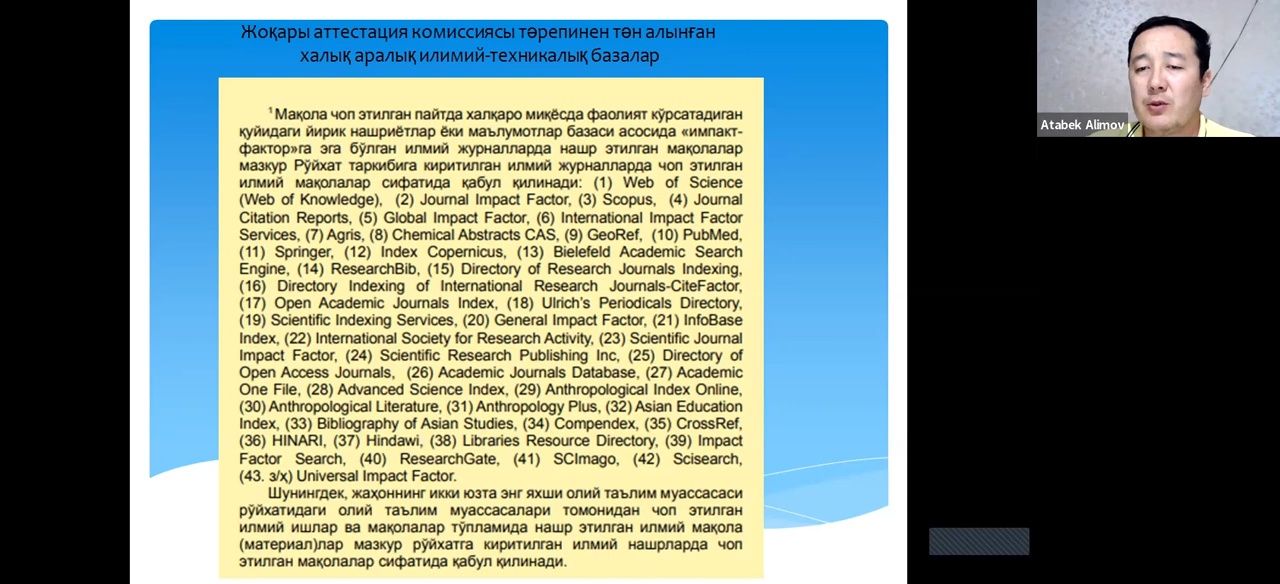 Жоқары аттестация комиссиясы тәрепинен тән алынған
халық аралық илимий-техникалық базалар
¹Мақола чоп этилган пайтда халқаро миқёсда фаолият кўрсатадиган
қуйидаги йирик нашриётлар ёки маълумотлар базаси асосида «импакт-
фактор»га эга бўлган илмий журналларда нашр этилган мақолалар
мазкур Рўйхат таркибига киритилган илмий журналларда чоп этилган
илмий мақолалар сифатида қабул қилинади: (1) Web of Science
(Web of Knowledge), (2) Journal Impact Factor, (3) Scopus, (4) Journal
Citation Reports, (5) Global Impact Factor, (6) International Impact Factor
Services, (7) Agris, (8) Chemical Abstracts CAS, (9) GeoRef, (10) PubMed,
(11) Springer, (12) Index Copernicus, (13) Bielefeld Academic Search
Engine, (14) ResearchBib, (15) Directory of Research Journals Indexing,
(16) Directory Indexing of International Research Journals-CiteFactor,
(17) Open Academic Journals Index, (18) Ulrich's Periodicals Directory,
(19) Scientific Indexing Services, (20) General Impact Factor, (21) InfoBase
Index, (22) International Society for Research Activity, (23) Scientific Journal
Impact Factor, (24) Scientific Research Publishing Inc, (25) Directory of
Open Access Journals, (26) Academic Journals Database, (27) Academic
One File, (28) Advanced Science Index, (29) Anthropological Index Online,
(30) Anthropological Literature, (31) Anthropology Plus, (32) Asian Education
Index, (33) Bibliography of Asian Studies, (34) Compendex, (35) CrossRef,
(36) HINARI, (37) Hindawi, (38) Libraries Resource Directory, (39) Impact
Factor Search, (40) ResearchGate, (41) SCImago, (42) Scisearch,
(43. з/ҳ) Universal Impact Factor.
Шунингдек, жаҳоннинг икки юзта энг яхши олий таълим муассасаси
рўйхатидаги олий таълим муассасалари томонидан чоп этилган
илмий ишлар ва мақолалар тўпламида нашр этилган илмий мақола
(материал)лар мазкур рўйхатга киритилган илмий нашрларда чоп
этилган мақолалар сифатида қабул қилинади.
Atabek Alimov